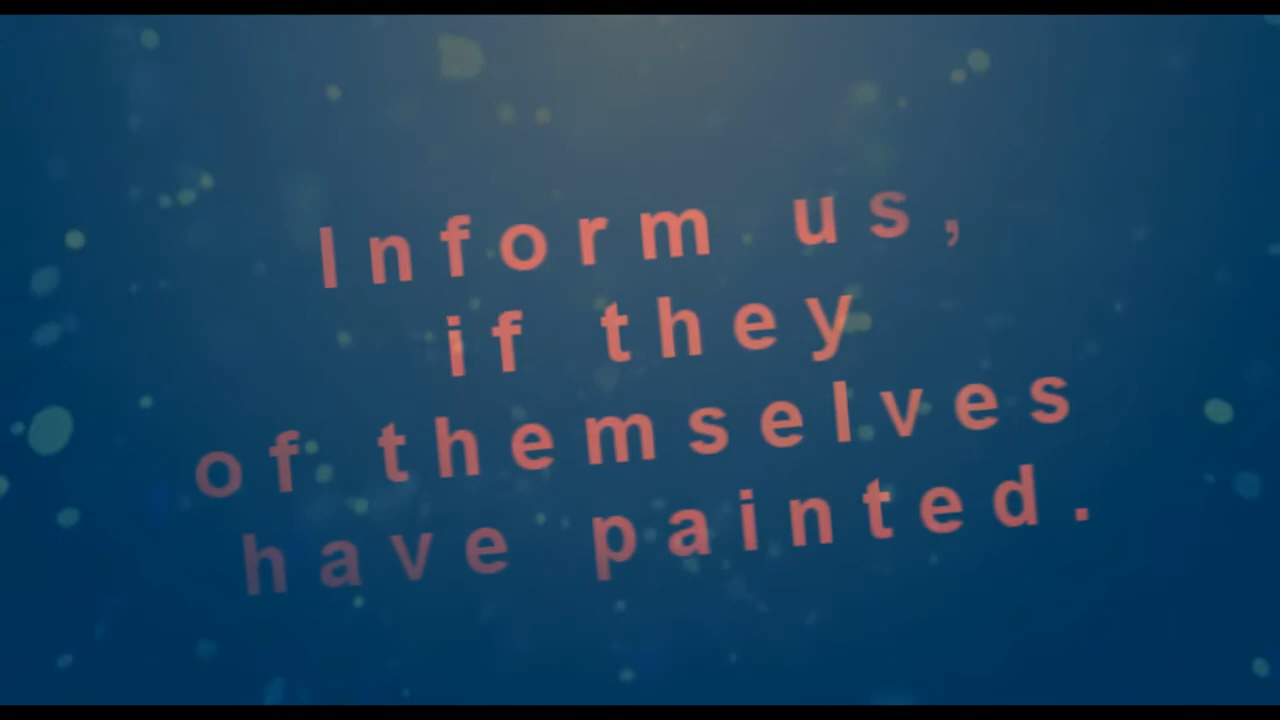 Inform us,
if they
of themselves
have painted.